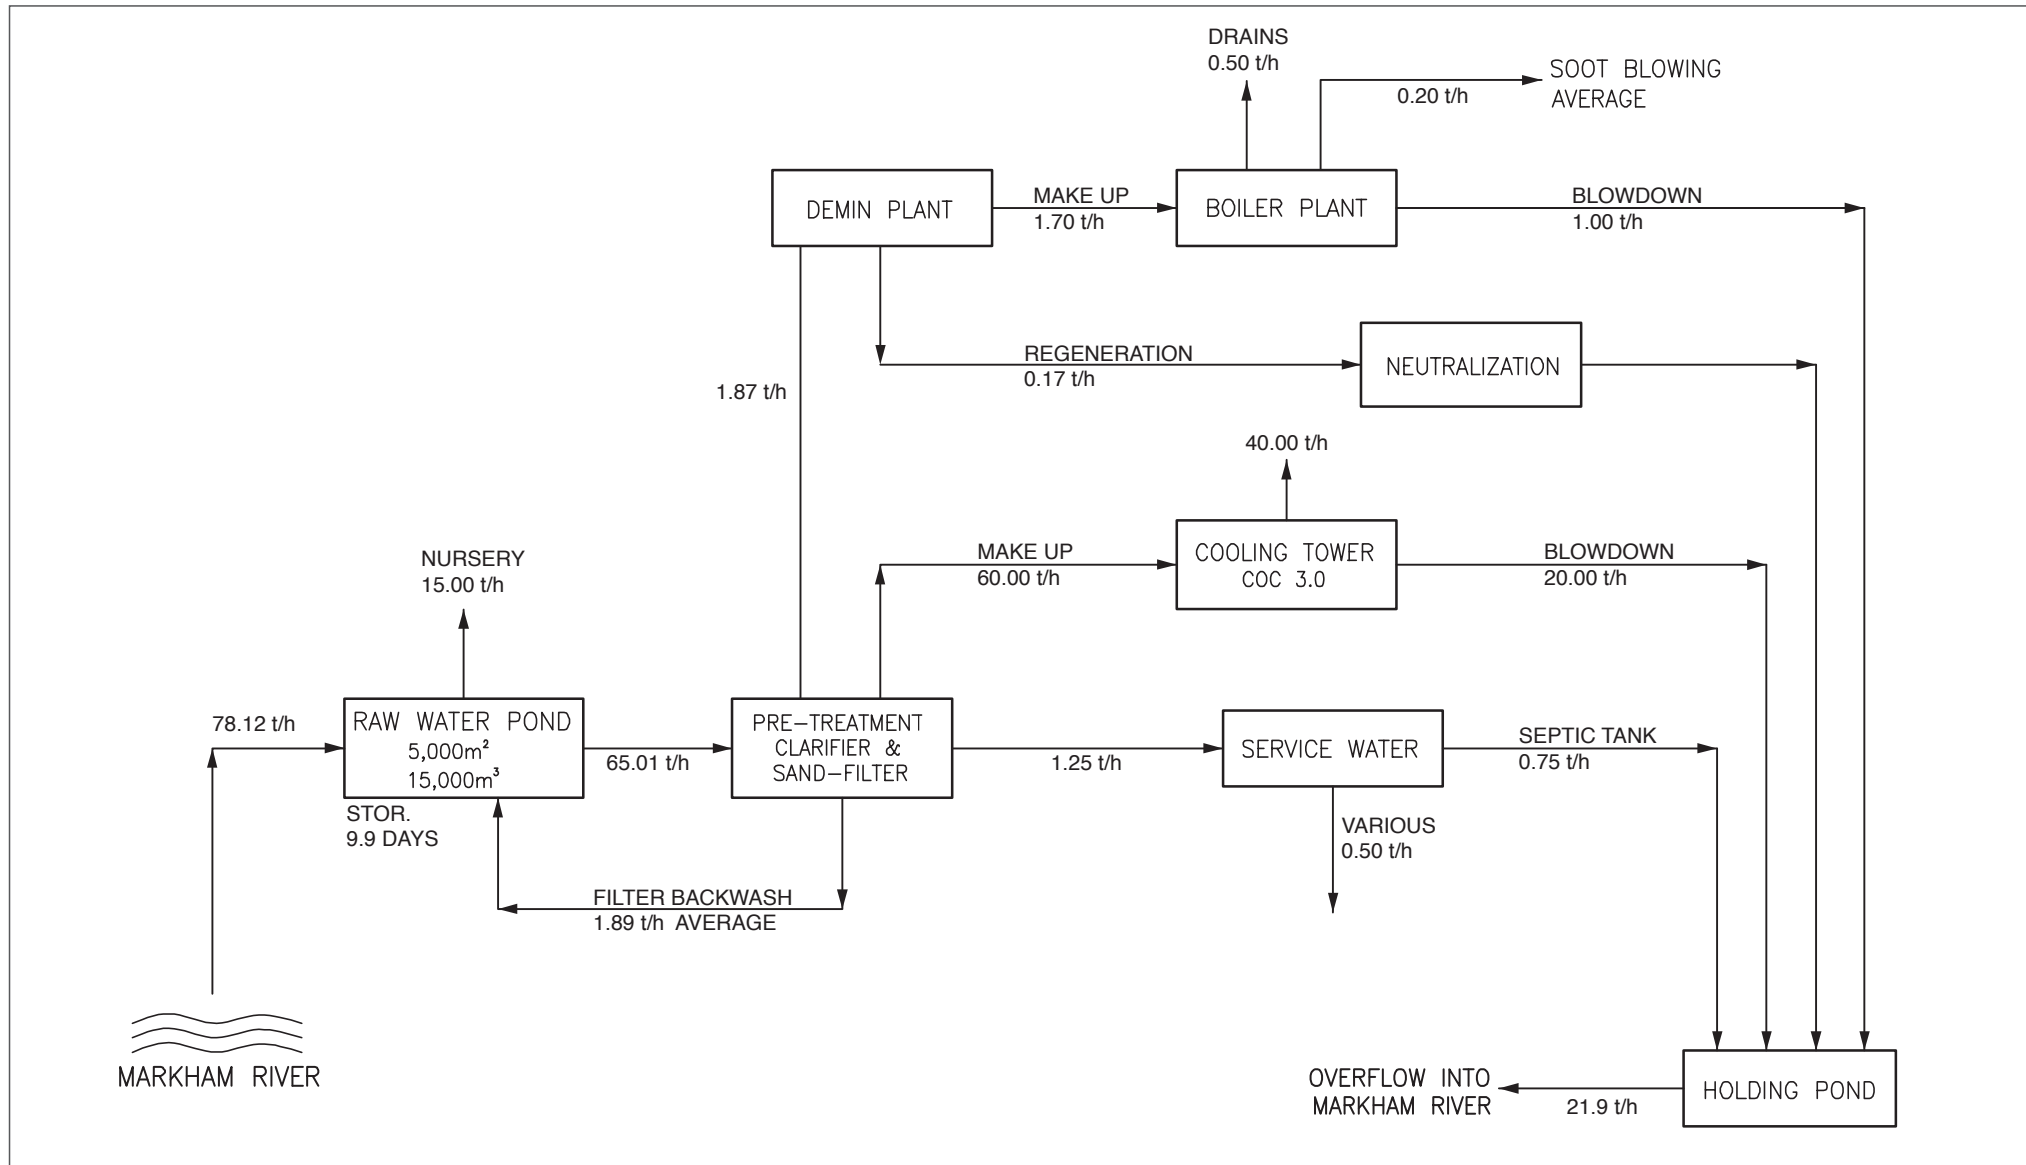 DRAINS
0.50 t/h
SOOT BLOWING
AVERAGE
0.20 t/h
DEMIN PLANT
MAKE UP
1.70 t/h
BOILER PLANT
BLOWDOWN
1.00 t/h
REGENERATION
0.17 t/h
NEUTRALIZATION
1.87 t/h
40.00 t/h
MAKE UP
60.00 t/h
COOLING TOWER
COC 3.0
BLOWDOWN
20.00 t/h
NURSERY
15.00 t/h
78.12 t/h
RAW WATER POND
5,000m²
15,000m³
STOR.
9.9 DAYS
65.01 t/h
PRE-TREATMENT
CLARIFIER &
SAND-FILTER
1.25 t/h
SERVICE WATER
SEPTIC TANK
0.75 t/h
VARIOUS
0.50 t/h
FILTER BACKWASH
1.89 t/h AVERAGE
MARKHAM RIVER
OVERFLOW INTO
MARKHAM RIVER
21.9 t/h
HOLDING POND